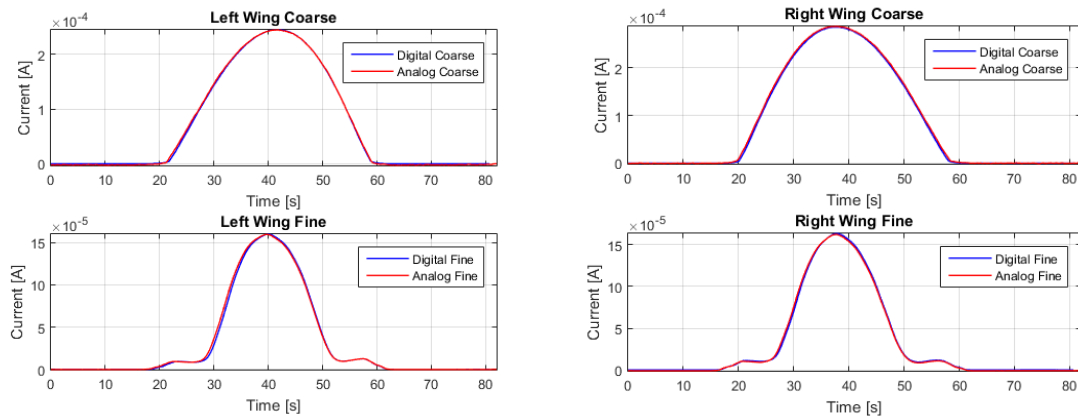 Left Wing Coarse
×10⁻⁴
Current [A]
2
1
0
Digital Coarse
Analog Coarse
0 10 20 30 40 50 60 70 80
Time [s]
Right Wing Coarse
×10⁻⁴
Current [A]
2
1
0
Digital Coarse
Analog Coarse
0 10 20 30 40 50 60 70 80
Time [s]
Left Wing Fine
×10⁻⁵
Current [A]
15
10
5
0
Digital Fine
Analog Fine
0 10 20 30 40 50 60 70 80
Time [s]
Right Wing Fine
×10⁻⁵
Current [A]
15
10
5
0
Digital Fine
Analog Fine
0 10 20 30 40 50 60 70 80
Time [s]